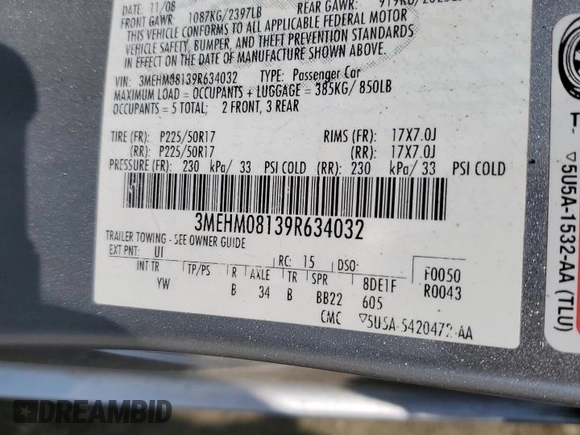 11/08
FRONT GAWR: 1087KG/2397LB REAR GAWR:
THIS VEHICLE CONFORMS TO ALL APPLICABLE FEDERAL MOTOR
VEHICLE SAFETY, BUMPER, AND THEFT PREVENTION STANDARDS
IN EFFECT ON THE DATE OF MANUFACTURE SHOWN ABOVE
VIN: 3MEHM08139R634032 TYPE: Passenger Car
MAXIMUM LOAD = OCCUPANTS + LUGGAGE = 385KG/ 850LB
OCCUPANTS = 5 TOTAL; 2 FRONT, 3 REAR
TIRE (FR): P225/50R17 RIMS (FR): 17X7.0J
(RR): P225/50R17 (RR): 17X7.0J
PRESSURE (FR): 230 kPa/ 33 PSI COLD (RR): 230 kPa/ 33 PSI COLD
3MEHM08139R634032
TRAILER TOWING - SEE OWNER GUIDE
EXT PNT: UI RC: 15 DSO: F0050
INT TR TP/PS R AXLE TR SPR 8DE1F R0043
YW B 34 B BB22 605
CMC ▽5U5A-5420472-AA
▽5U5A-1532-AA (TLU)
DREAMBID